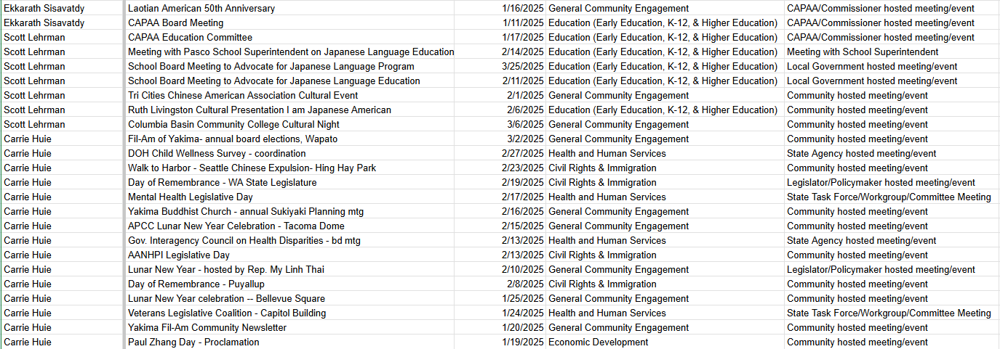 Ekkarath Sisavatdy Laotian American 50th Anniversary 1/16/2025 General Community Engagement CAPAA/Commissioner hosted meeting/event
Ekkarath Sisavatdy CAPAA Board Meeting 1/11/2025 Education (Early Education, K-12, & Higher Education) CAPAA/Commissioner hosted meeting/event
Scott Lehrman CAPAA Education Committee 1/17/2025 Education (Early Education, K-12, & Higher Education) CAPAA/Commissioner hosted meeting/event
Scott Lehrman Meeting with Pasco School Superintendent on Japanese Language Education 2/14/2025 Education (Early Education, K-12, & Higher Education) Meeting with School Superintendent
Scott Lehrman School Board Meeting to Advocate for Japanese Language Program 3/25/2025 Education (Early Education, K-12, & Higher Education) Local Government hosted meeting/event
Scott Lehrman School Board Meeting to Advocate for Japanese Language Education 2/11/2025 Education (Early Education, K-12, & Higher Education) Local Government hosted meeting/event
Scott Lehrman Tri Cities Chinese American Association Cultural Event 2/1/2025 General Community Engagement Community hosted meeting/event
Scott Lehrman Ruth Livingston Cultural Presentation I am Japanese American 2/6/2025 Education (Early Education, K-12, & Higher Education) Community hosted meeting/event
Scott Lehrman Columbia Basin Community College Cultural Night 3/6/2025 General Community Engagement Community hosted meeting/event
Carrie Huie Fil-Am of Yakima- annual board elections, Wapato 3/2/2025 General Community Engagement Community hosted meeting/event
Carrie Huie DOH Child Wellness Survey - coordination 2/27/2025 Health and Human Services State Agency hosted meeting/event
Carrie Huie Walk to Harbor - Seattle Chinese Expulsion- Hing Hay Park 2/23/2025 Civil Rights & Immigration Community hosted meeting/event
Carrie Huie Day of Remembrance - WA State Legislature 2/19/2025 Civil Rights & Immigration Legislator/Policymaker hosted meeting/event
Carrie Huie Mental Health Legislative Day 2/17/2025 Health and Human Services State Task Force/Workgroup/Committee Meeting
Carrie Huie Yakima Buddhist Church - annual Sukiyaki Planning mtg 2/16/2025 General Community Engagement Community hosted meeting/event
Carrie Huie APCC Lunar New Year Celebration - Tacoma Dome 2/15/2025 General Community Engagement Community hosted meeting/event
Carrie Huie Gov. Interagency Council on Health Disparities - bd mtg 2/13/2025 Health and Human Services State Agency hosted meeting/event
Carrie Huie AANHPI Legislative Day 2/13/2025 Civil Rights & Immigration Community hosted meeting/event
Carrie Huie Lunar New Year - hosted by Rep. My Linh Thai 2/10/2025 General Community Engagement Legislator/Policymaker hosted meeting/event
Carrie Huie Day of Remembrance - Puyallup 2/8/2025 Civil Rights & Immigration Community hosted meeting/event
Carrie Huie Lunar New Year celebration -- Bellevue Square 1/25/2025 General Community Engagement Community hosted meeting/event
Carrie Huie Veterans Legislative Coalition - Capitol Building 1/24/2025 Health and Human Services State Task Force/Workgroup/Committee Meeting
Carrie Huie Yakima Fil-Am Community Newsletter 1/20/2025 General Community Engagement Community hosted meeting/event
Carrie Huie Paul Zhang Day - Proclamation 1/19/2025 Economic Development Community hosted meeting/event